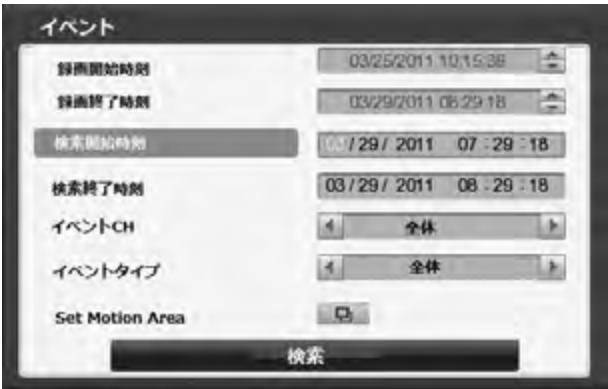 イベント
録画開始時刻 03/25/2011 10:15:39
録画終了時刻 03/29/2011 08:29:18
検索開始時刻 03/ 29 / 2011 07 : 29 : 18
検索終了時刻 03 / 29 / 2011 08 : 29 : 18
イベントCH 全体
イベントタイプ 全体
Set Motion Area
検索